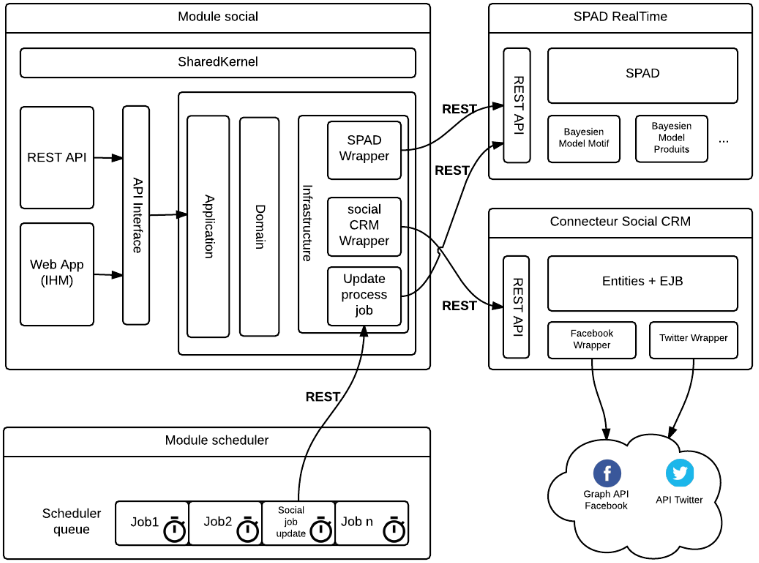 Module social
SharedKernel
REST API
Web App
(IHM)
API Interface
Application
Domain
Infrastructure
SPAD
Wrapper
social
CRM
Wrapper
Update
process
job
REST
REST
REST
REST
SPAD RealTime
REST API
SPAD
Bayesien
Model Motif
Bayesien
Model
Produits
...
Connecteur Social CRM
REST API
Entities + EJB
Facebook
Wrapper
Twitter Wrapper
Module scheduler
Scheduler
queue
Job1
Job2
Social
job
update
Job n
f
Graph API
Facebook
API Twitter